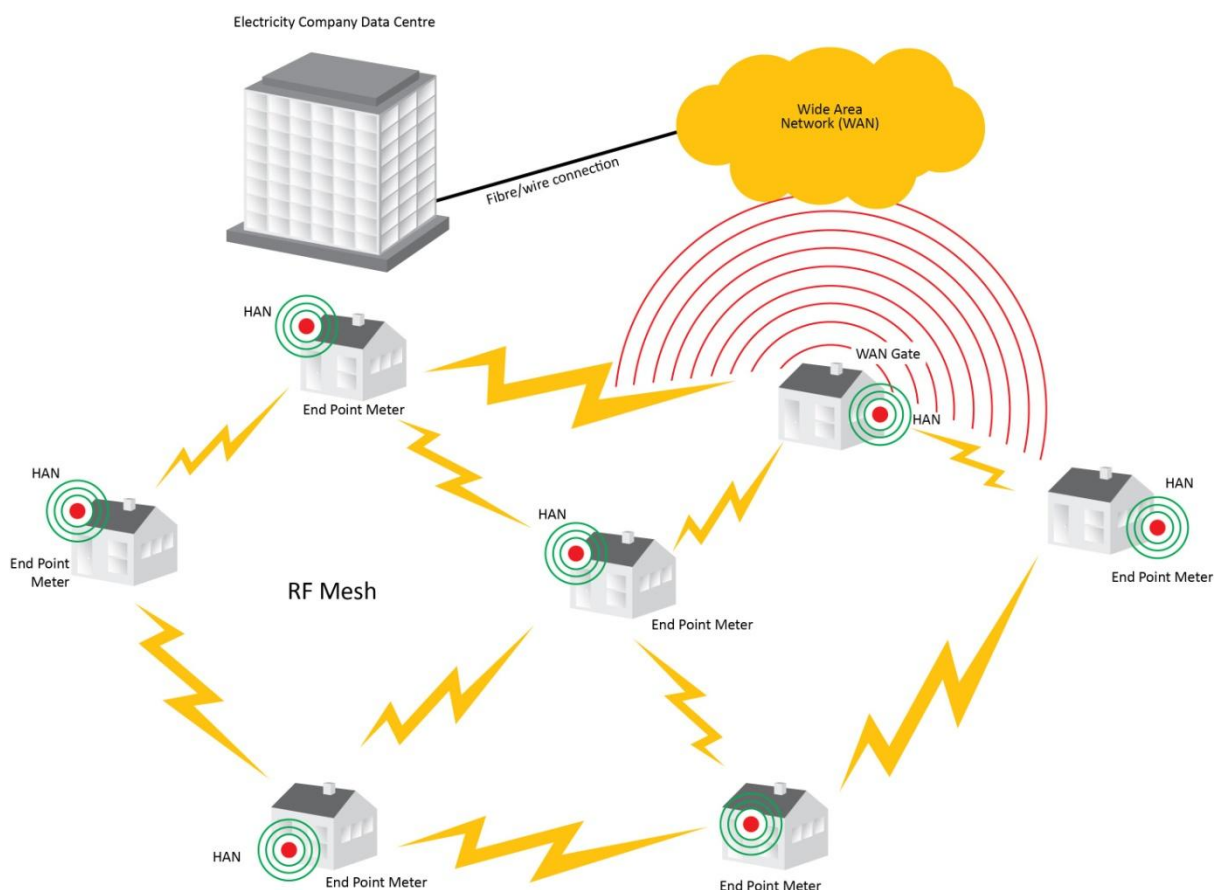 Electricity Company Data Centre
Wide Area
Network (WAN)
Fibre/wire connection
HAN
End Point Meter
WAN Gate
HAN
HAN
End Point
Meter
HAN
End Point Meter
HAN
End Point Meter
RF Mesh
HAN
End Point Meter
End Point Meter